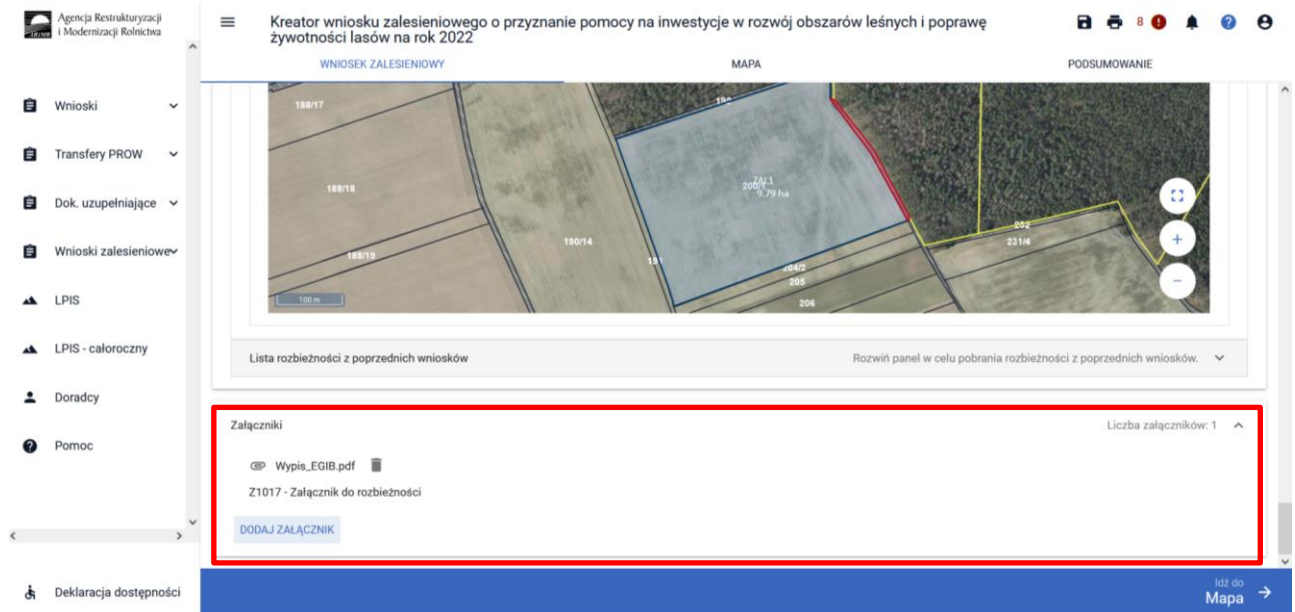 Agencja Restrukturyzacji
i Modernizacji Rolnictwa
ARiMR
Kreator wniosku zalesieniowego o przyznanie pomocy na inwestycje w rozwój obszarów leśnych i poprawę
żywotności lasów na rok 2022
8
WNIOSEK ZALESIENIOWY
MAPA
PODSUMOWANIE
Wnioski
Transfery PROW
Dok. uzupełniające
Wnioski zalesieniowe
LPIS
LPIS - całoroczny
Doradcy
Pomoc
Deklaracja dostępności
188/17
188/18
188/19
190/14
ZAL1
9.79 ha
202
231/4
204/2
205
206
100 m
Lista rozbieżności z poprzednich wniosków
Rozwiń panel w celu pobrania rozbieżności z poprzednich wniosków.
Załączniki
Liczba załączników: 1
Wypis_EGIB.pdf
Z1017 - Załącznik do rozbieżności
DODAJ ZAŁĄCZNIK
Idź do
Mapa